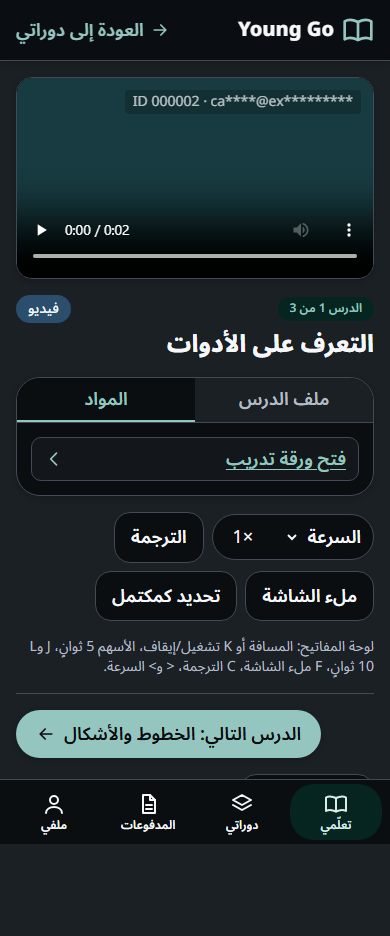 Young Go
العودة إلى دوراتي
ID 000002 · ca****@ex*********
0:00 / 0:02
الدرس 1 من 3
فيديو
التعرف على الأدوات
ملف الدرس
المواد
فتح ورقة تدريب
السرعة
1×
الترجمة
ملء الشاشة
تحديد كمكتمل
لوحة المفاتيح: المسافة أو K تشغيل/إيقاف، الأسهم 5 ثوانٍ، J وL
10 ثوانٍ، F ملء الشاشة، C الترجمة، < و> السرعة.
الدرس التالي: الخطوط والأشكال
تعلّمي
دوراتي
المدفوعات
ملفي